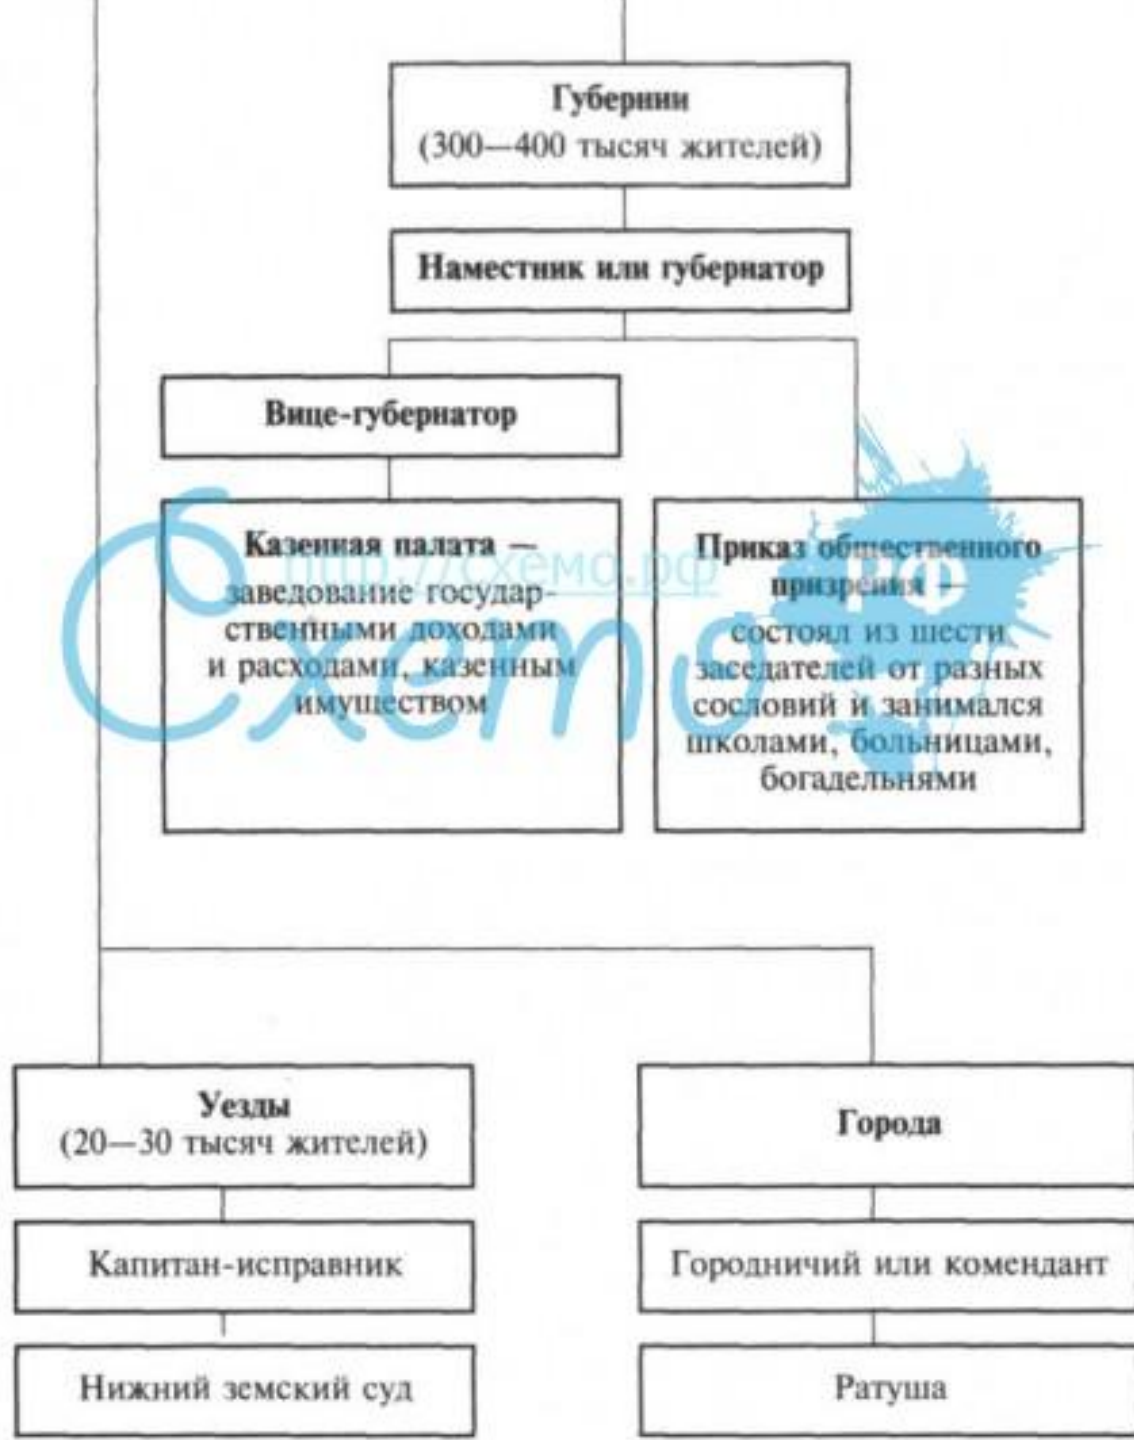 Губернии
(300—400 тысяч жителей)
Наместник или губернатор
Вице-губернатор
Казенная палата —
заведование государ-
ственными доходами
и расходами, казенным
имуществом
Приказ общественного
призрения —
состоял из шести
заседателей от разных
сословий и занимался
школами, больницами,
богадельнями
http://схемо.рф
Схемо
РФ
Уезды
(20—30 тысяч жителей)
Города
Капитан-исправник
Городничий или комендант
Нижний земский суд
Ратуша